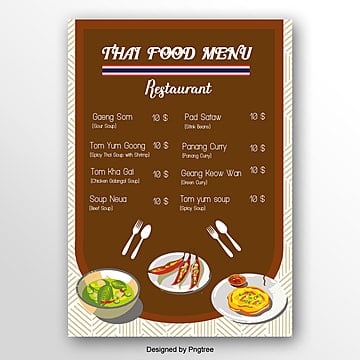 THAI FOOD MENU
Restaurant
Gaeng Som 10 $
(Sour Soup)
Tom Yum Goong 10 $
(Spicy Thai Soup with Shrimp)
Tom Kha Gai 10 $
(Chicken Galangal Soup)
Soup Neua 10 $
(Beef Soup)
Pad Sataw 10 $
(Stink Beans)
Panang Curry 10 $
(Panang Curry)
Geang Keow Wan 10 $
(Green Curry)
Tom yum soup 10 $
(Spicy Soup)
Designed by Pngtree